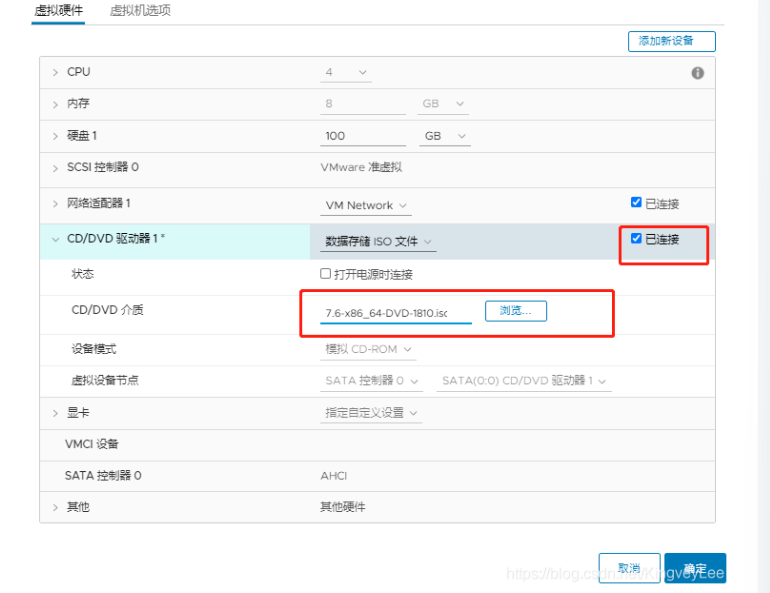 虚拟硬件 虚拟机选项
添加新设备
CPU 4
内存 8 GB
硬盘 1 100 GB
SCSI 控制器 0 VMware 准虚拟
网络适配器 1 VM Network 已连接
CD/DVD 驱动器 1 * 数据存储 ISO 文件 已连接
状态 打开电源时连接
CD/DVD 介质 7.6-x86_64-DVD-1810.isc 浏览...
设备模式 模拟 CD-ROM
虚拟设备节点 SATA 控制器 0 SATA(0:0) CD/DVD 驱动器 1
显卡 指定自定义设置
VMCI 设备
SATA 控制器 0 AHCI
其他 其他硬件
取消 确定
https://blog.csdn.net/KingveyLee